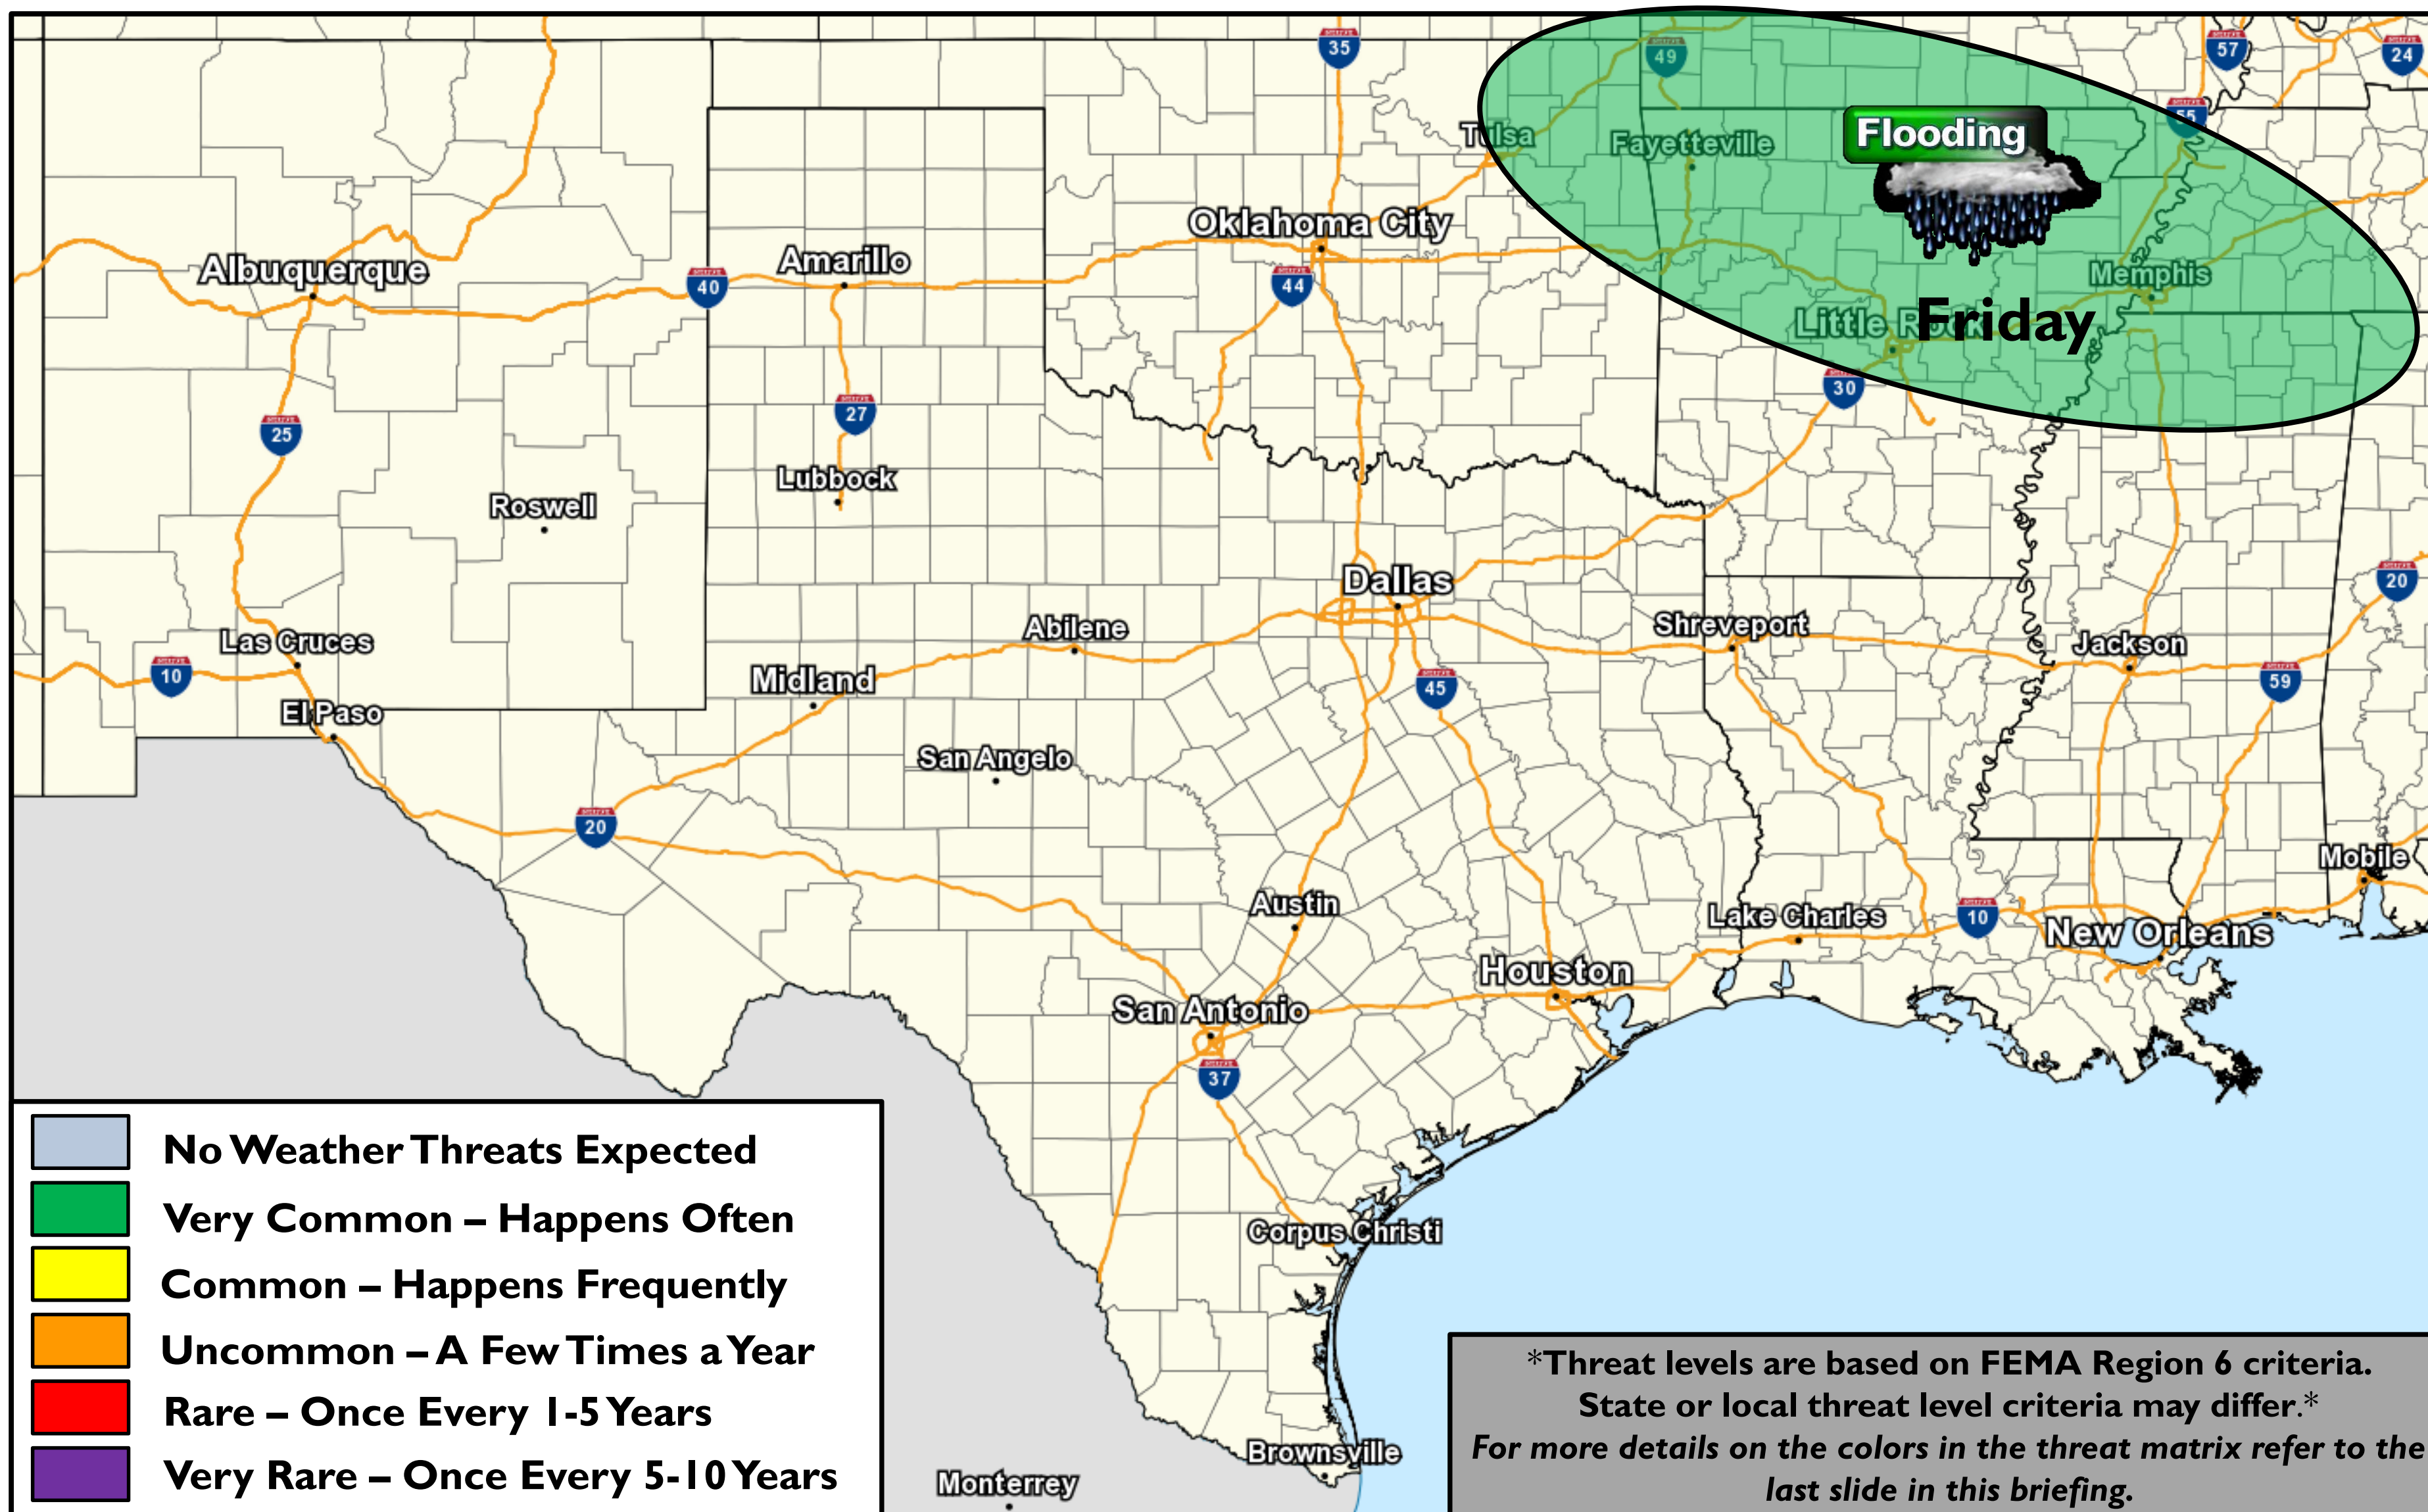 35
49
57
24
55
Tulsa
Fayetteville
Flooding
Oklahoma City
Albuquerque
Amarillo
40
44
Memphis
Little Rock
Friday
30
25
27
Lubbock
Roswell
Dallas
20
Las Cruces
Abilene
Shreveport
Jackson
10
Midland
45
59
El Paso
San Angelo
20
Mobile
Austin
Lake Charles
10
New Orleans
Houston
San Antonio
37
Corpus Christi
Brownsville
Monterrey
No Weather Threats Expected
Very Common – Happens Often
Common – Happens Frequently
Uncommon – A Few Times a Year
Rare – Once Every 1-5 Years
Very Rare – Once Every 5-10 Years
*Threat levels are based on FEMA Region 6 criteria.
State or local threat level criteria may differ.*
For more details on the colors in the threat matrix refer to the
last slide in this briefing.